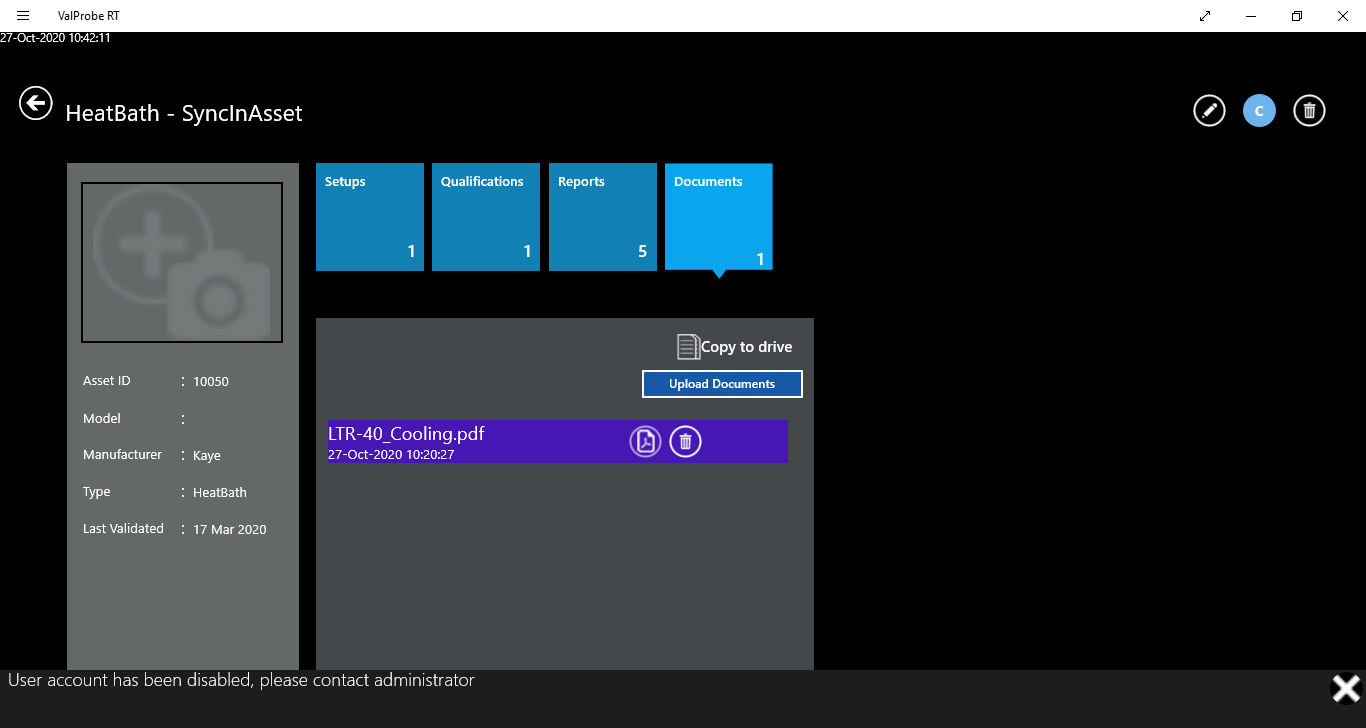 ValProbe RT
27-Oct-2020 10:42:11
HeatBath - SyncInAsset
C
Setups
1
Qualifications
1
Reports
5
Documents
1
Asset ID : 10050
Model :
Manufacturer : Kaye
Type : HeatBath
Last Validated : 17 Mar 2020
Copy to drive
Upload Documents
LTR-40_Cooling.pdf
27-Oct-2020 10:20:27
User account has been disabled, please contact administrator